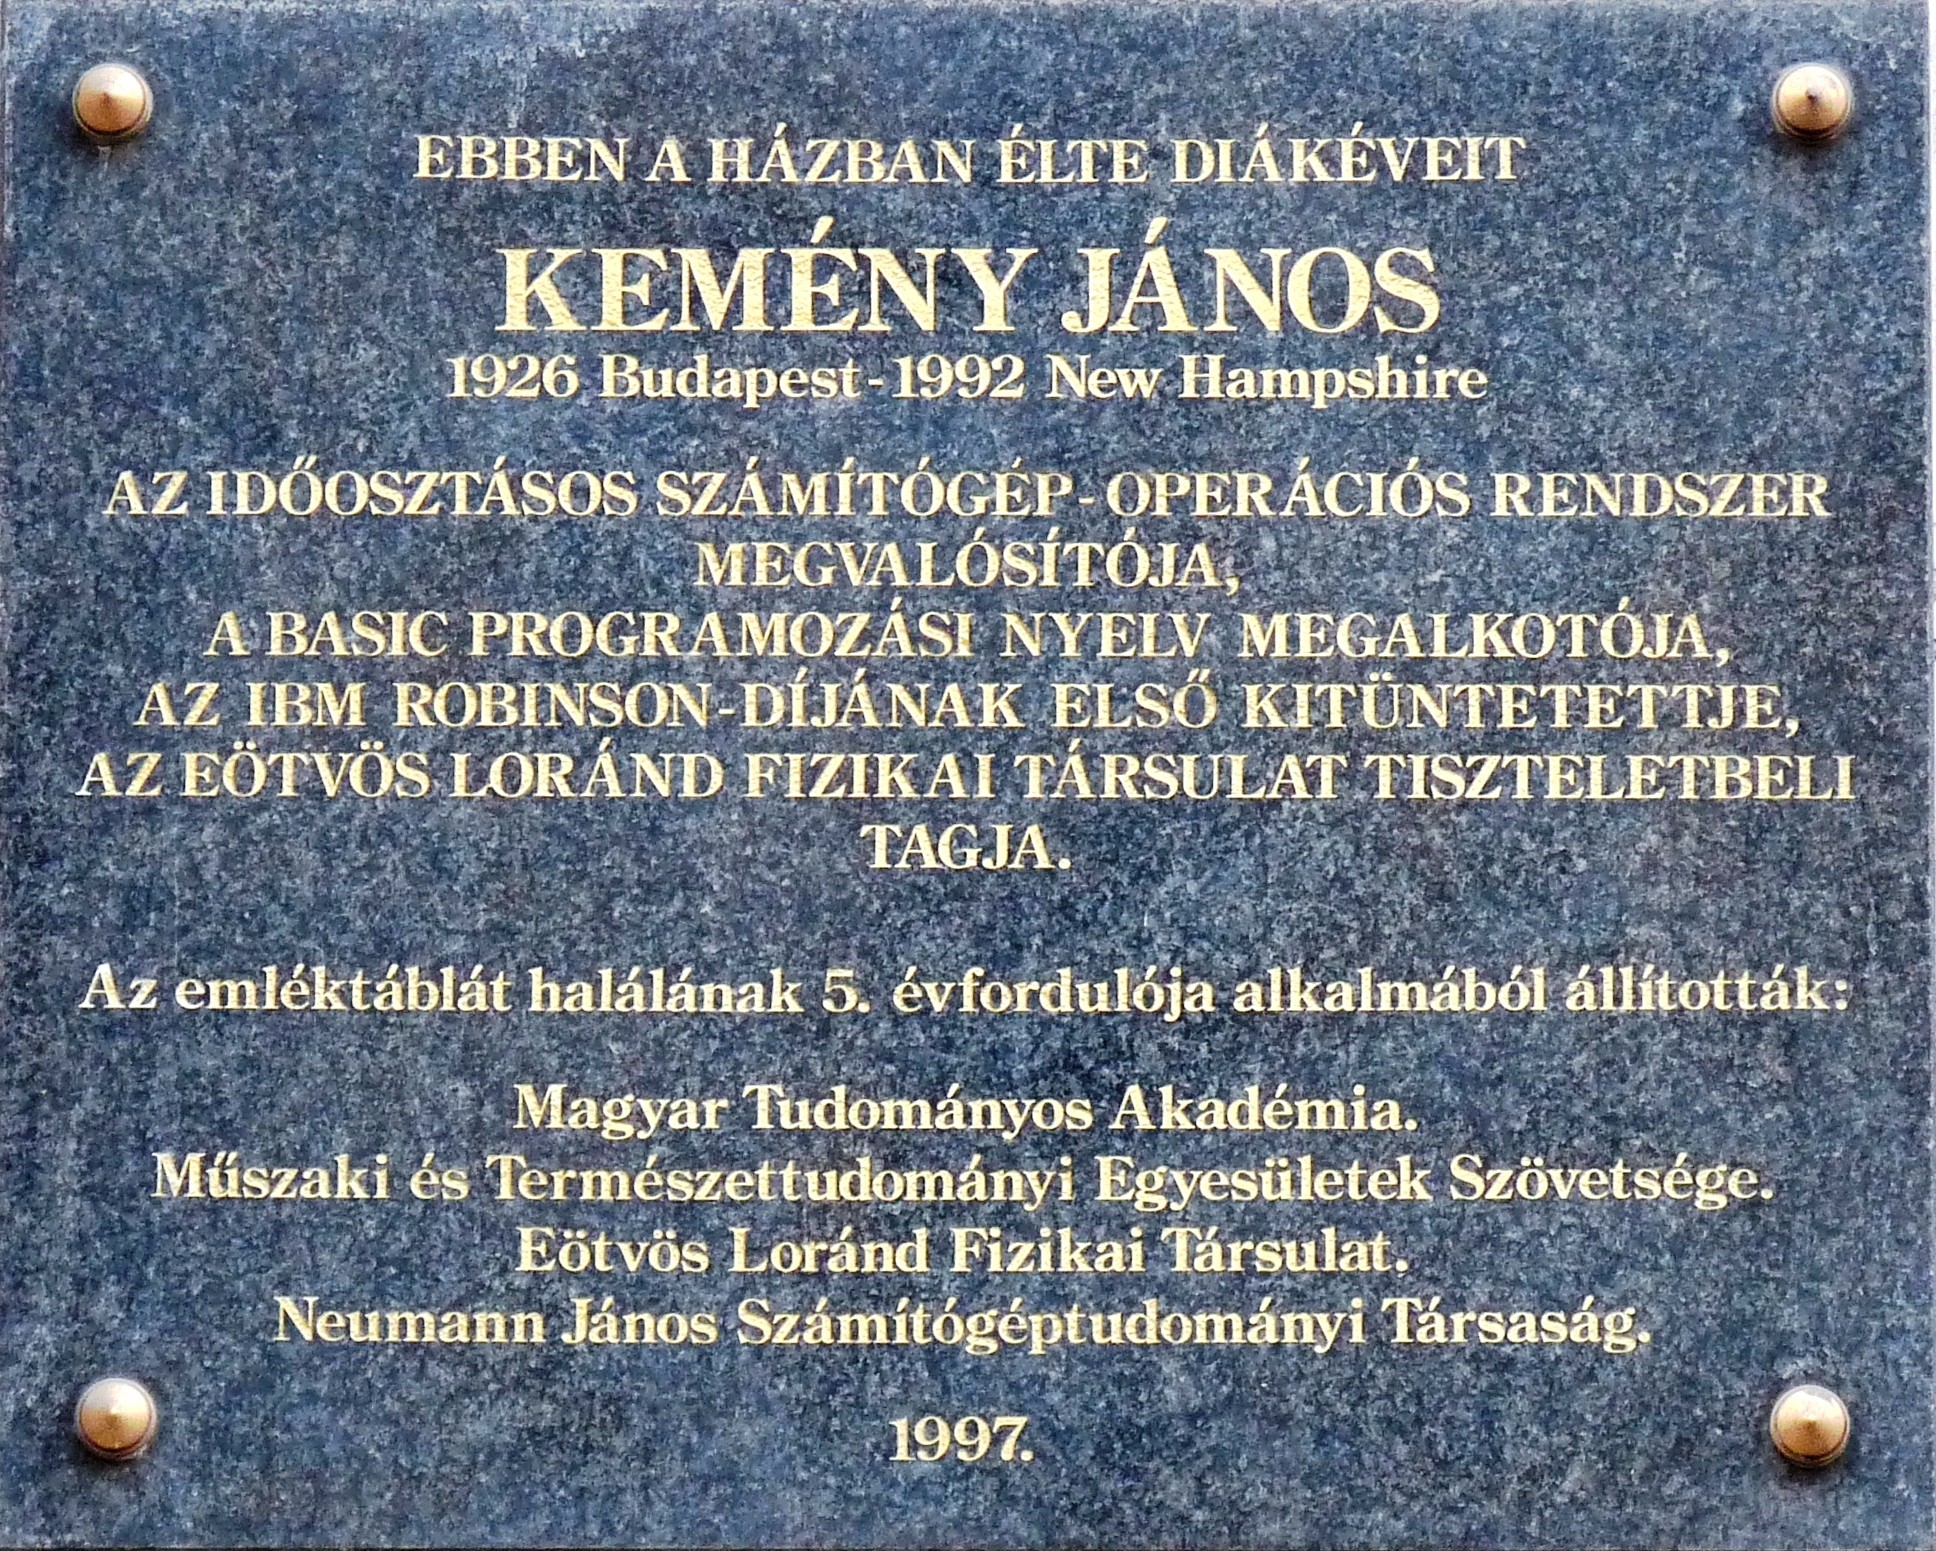 EBBEN A HÁZBAN ÉLTE DIÁKÉVEIT
KEMÉNY JÁNOS
1926 Budapest - 1992 New Hampshire
AZ IDŐOSZTÁSOS SZÁMÍTÓGÉP - OPERÁCIÓS RENDSZER
MEGVALÓSÍTÓJA,
A BASIC PROGRAMOZÁSI NYELV MEGALKOTÓJA,
AZ IBM ROBINSON-DÍJÁNAK ELSŐ KITÜNTETETTJE,
AZ EÖTVÖS LORÁND FIZIKAI TÁRSULAT TISZTELETBELI
TAGJA.
Az emléktáblát halálának 5. évfordulója alkalmából állították:
Magyar Tudományos Akadémia.
Műszaki és Természettudományi Egyesületek Szövetsége.
Eötvös Loránd Fizikai Társulat.
Neumann János Számítógéptudományi Társaság.
1997.